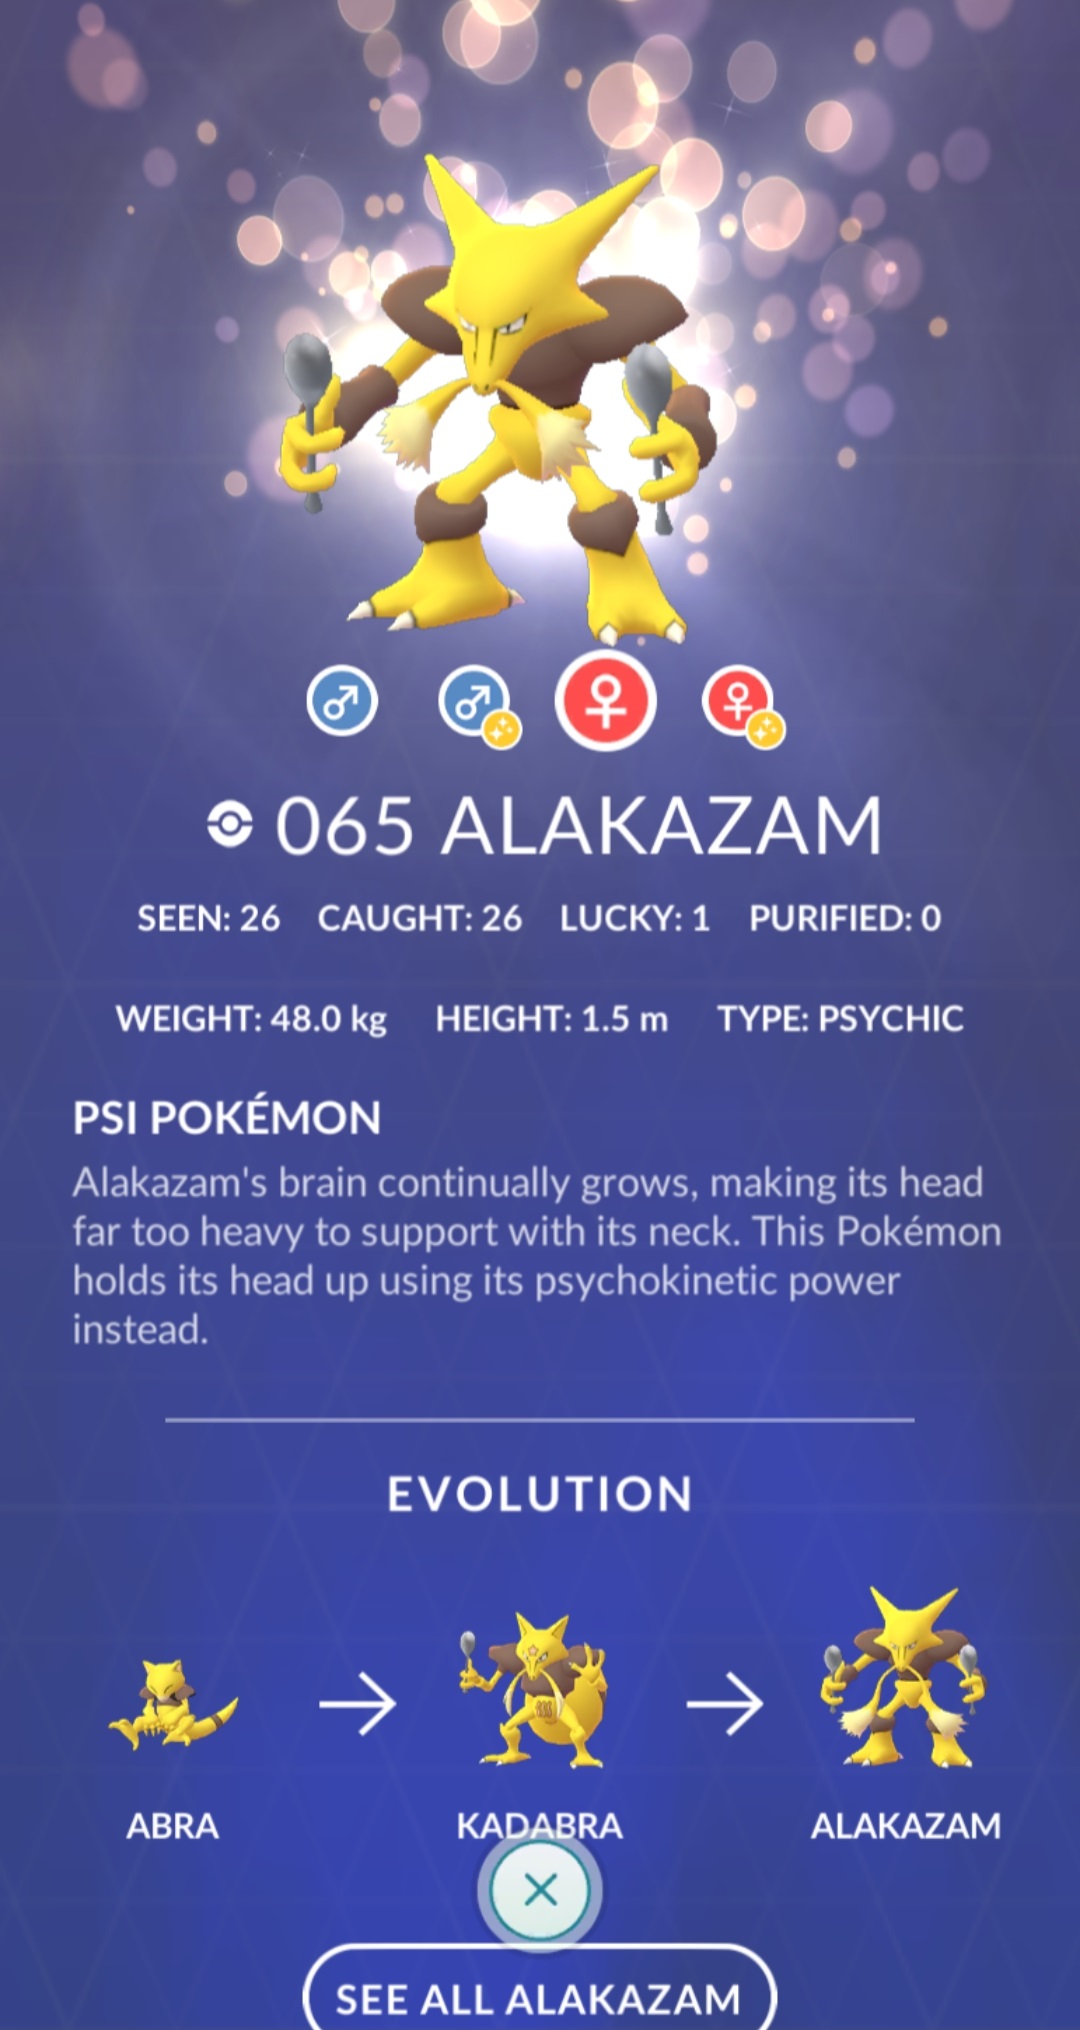 065 ALAKAZAM
SEEN: 26 CAUGHT: 26 LUCKY: 1 PURIFIED: 0
WEIGHT: 48.0 kg HEIGHT: 1.5 m TYPE: PSYCHIC
PSI POKÉMON
Alakazam's brain continually grows, making its head
far too heavy to support with its neck. This Pokémon
holds its head up using its psychokinetic power
instead.
EVOLUTION
ABRA KADABRA ALAKAZAM
SEE ALL ALAKAZAM